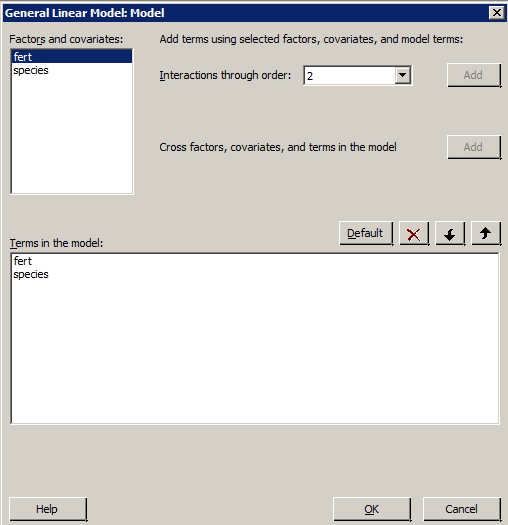 General Linear Model: Model
Factors and covariates:
fert
species
Add terms using selected factors, covariates, and model terms:
Interactions through order:
2
Add
Cross factors, covariates, and terms in the model
Add
Default
Terms in the model:
fert
species
Help
OK
Cancel